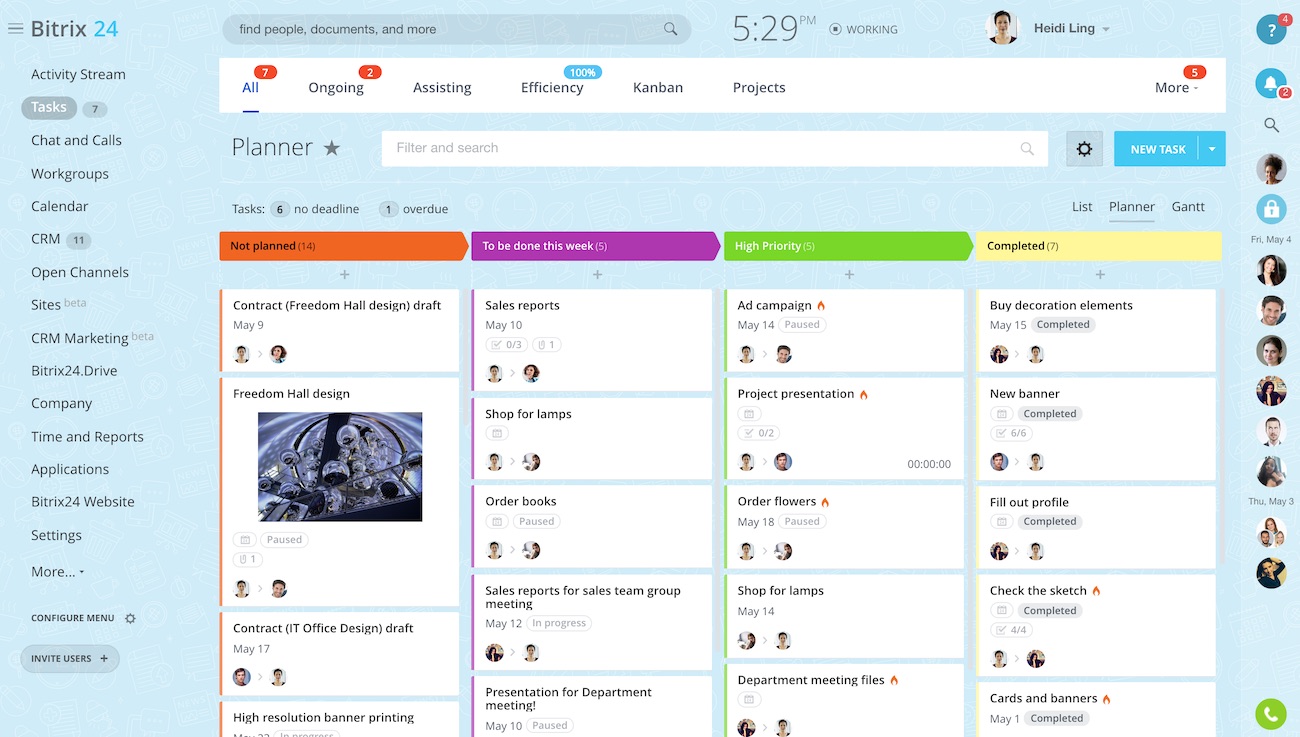 Bitrix 24
find people, documents, and more
5:29 PM
WORKING
Heidi Ling
4
?
Activity Stream
Tasks 7
Chat and Calls
Workgroups
Calendar
CRM 11
Open Channels
Sites beta
CRM Marketing beta
Bitrix24.Drive
Company
Time and Reports
Applications
Bitrix24 Website
Settings
More...
CONFIGURE MENU
INVITE USERS +
All 7
Ongoing 2
Assisting
Efficiency 100%
Kanban
Projects
More 5
Planner
Filter and search
NEW TASK
Tasks: 6 no deadline 1 overdue
List Planner Gantt
Not planned (14)
+
Contract (Freedom Hall design) draft
May 9
Freedom Hall design
Paused
1
Contract (IT Office Design) draft
May 17
High resolution banner printing
In progress
To be done this week (5)
+
Sales reports
May 10
0/3 1
Shop for lamps
Order books
Paused
Sales reports for sales team group
meeting
May 12 In progress
Presentation for Department
meeting!
May 10 Paused
High Priority (5)
+
Ad campaign
May 14 Paused
Project presentation
0/2
00:00:00
Order flowers
May 18 Paused
Shop for lamps
May 14
Department meeting files
Completed (7)
+
Buy decoration elements
May 15 Completed
New banner
Completed
6/6
Fill out profile
Completed
Check the sketch
Completed
4/4
Cards and banners
May 1 Completed
2
Fri, May 4
Thu, May 3